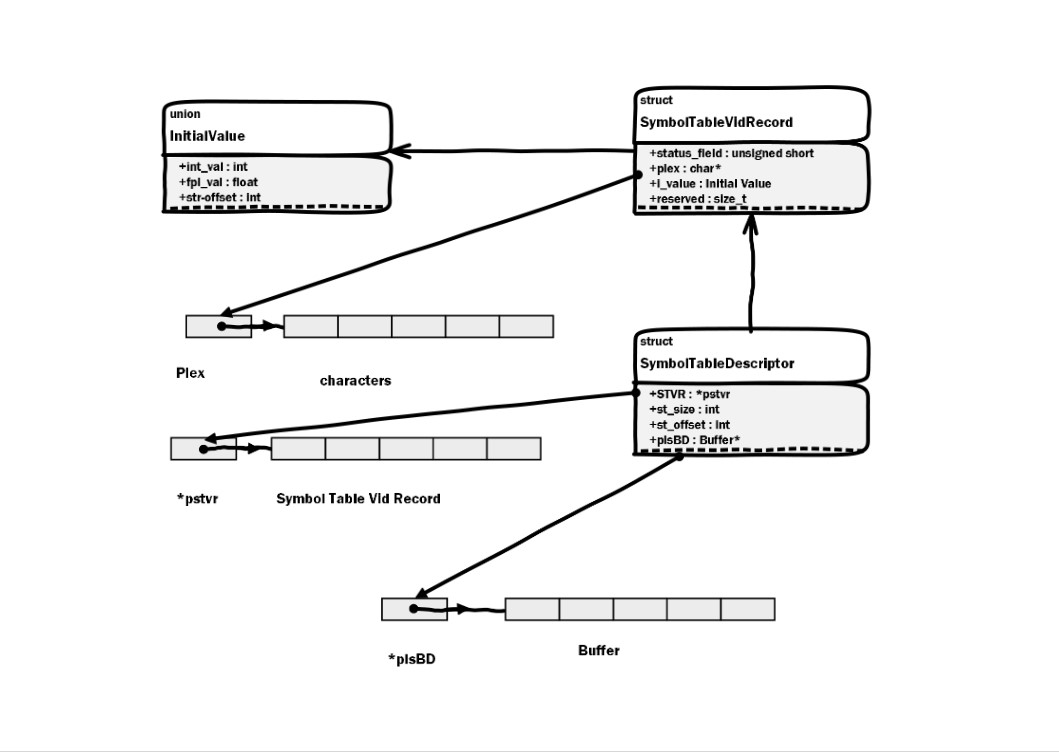 union
InitialValue
+int_val : int
+fpl_val : float
+str-offset : int
struct
SymbolTableVidRecord
+status_field : unsigned short
+plex : char*
+i_value : Initial Value
+reserved : size_t
Plex
characters
struct
SymbolTableDescriptor
+STVR : *pstvr
+st_size : int
+st_offset : int
+plsBD : Buffer*
*pstvr
Symbol Table Vid Record
*plsBD
Buffer